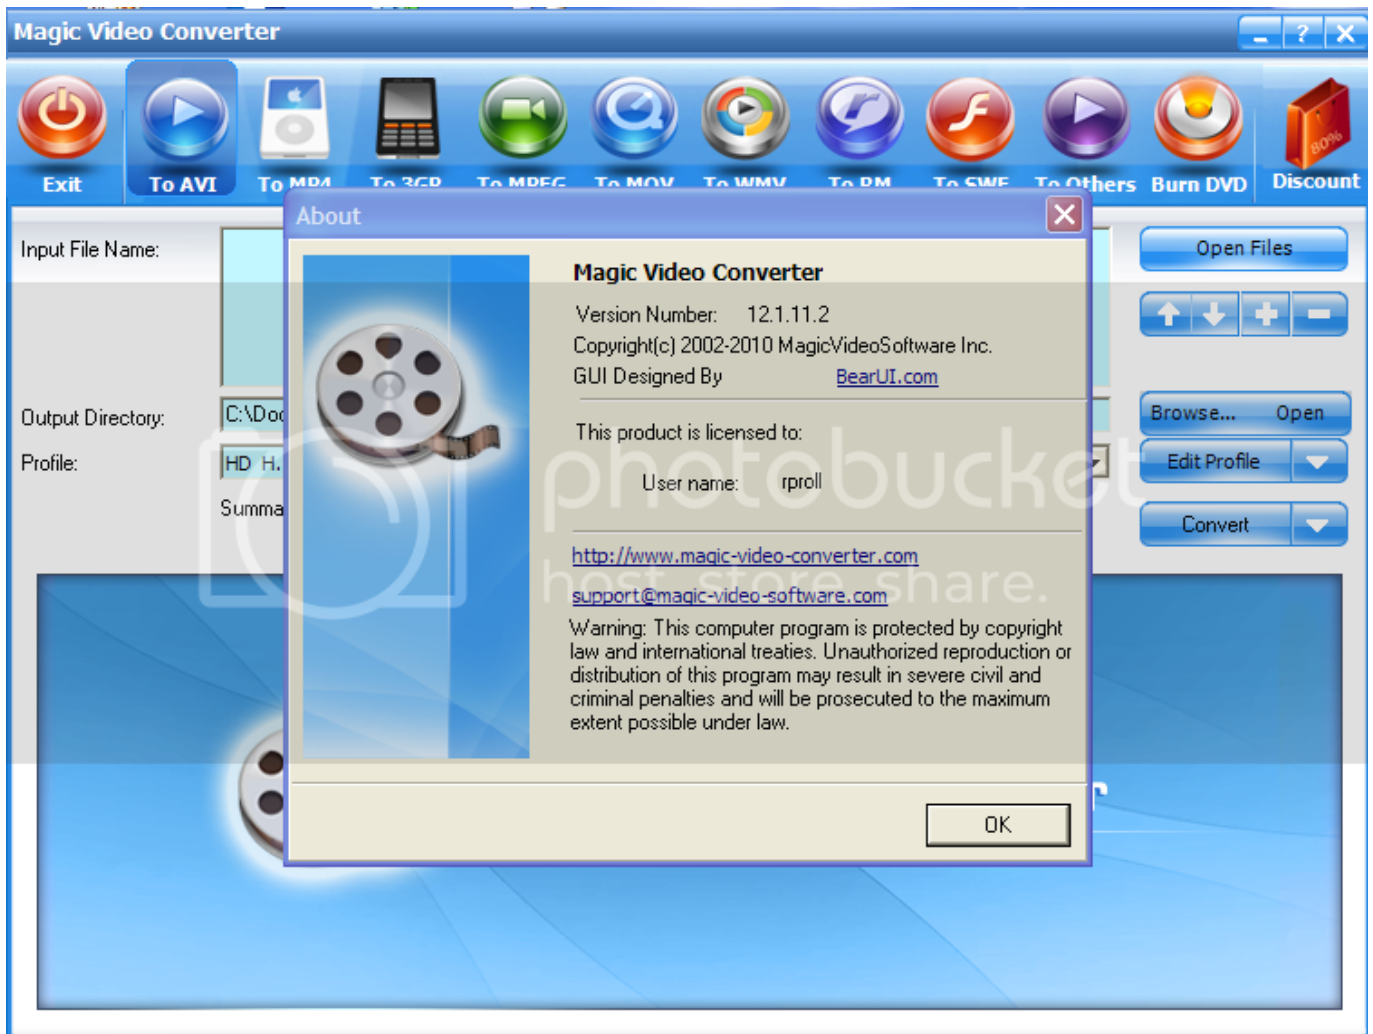 Magic Video Converter
?
80%
Exit
To AVI
To MP4
To 3GP
To MPEG
To MOV
To WMV
To RM
To SWF
To Others
Burn DVD
Discount
About
Input File Name:
Open Files
Magic Video Converter
Version Number: 12.1.11.2
Copyright(c) 2002-2010 MagicVideoSoftware Inc.
GUI Designed By BearUI.com
Output Directory:
C:\Doc
Browse... Open
This product is licensed to:
Profile:
HD H.
Edit Profile
User name: rproll
Summa
Convert
photobucket
host. store. share.
http://www.magic-video-converter.com
support@magic-video-software.com
Warning: This computer program is protected by copyright
law and international treaties. Unauthorized reproduction or
distribution of this program may result in severe civil and
criminal penalties and will be prosecuted to the maximum
extent possible under law.
OK